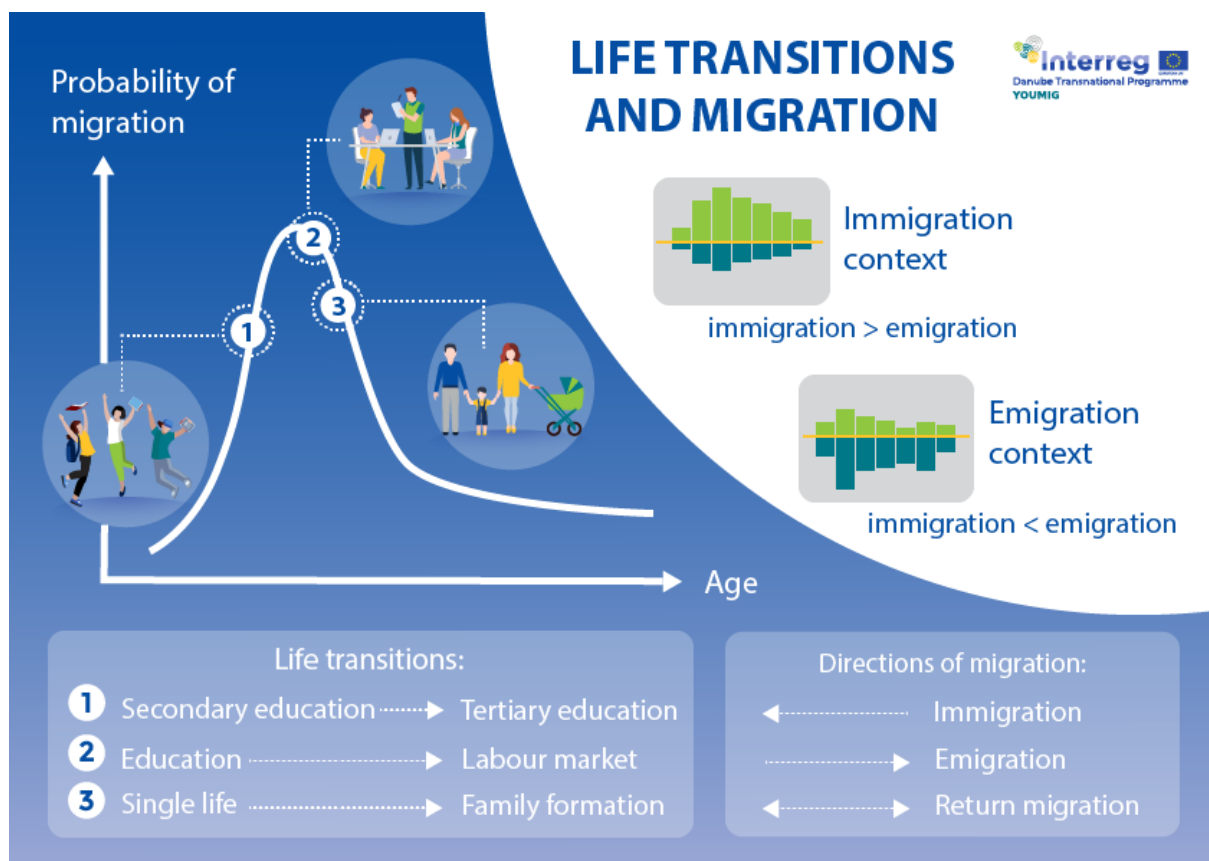 LIFE TRANSITIONS
AND MIGRATION
Interreg
EUROPEAN UNION
Danube Transnational Programme
YOUMIG
Probability of
migration
1
2
3
Age
Immigration
context
immigration > emigration
Emigration
context
immigration < emigration
Life transitions:
1 Secondary education Tertiary education
2 Education Labour market
3 Single life Family formation
Directions of migration:
Immigration
Emigration
Return migration